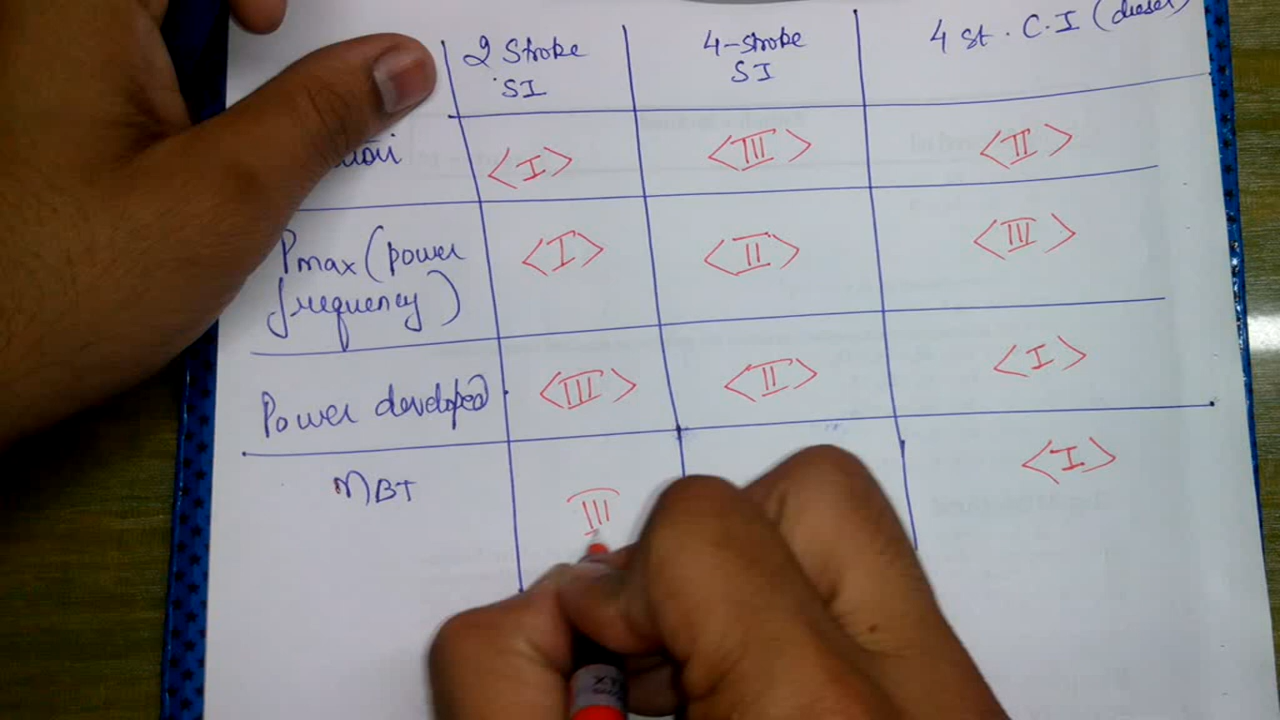 2 Stroke 4-stroke 4 st. C.I (diesel)
SI SI
<I> <III> <II>
Pmax (power <I> <II> <III>
frequency)
Power developed <III> <II> <I>
ηBT III <I>